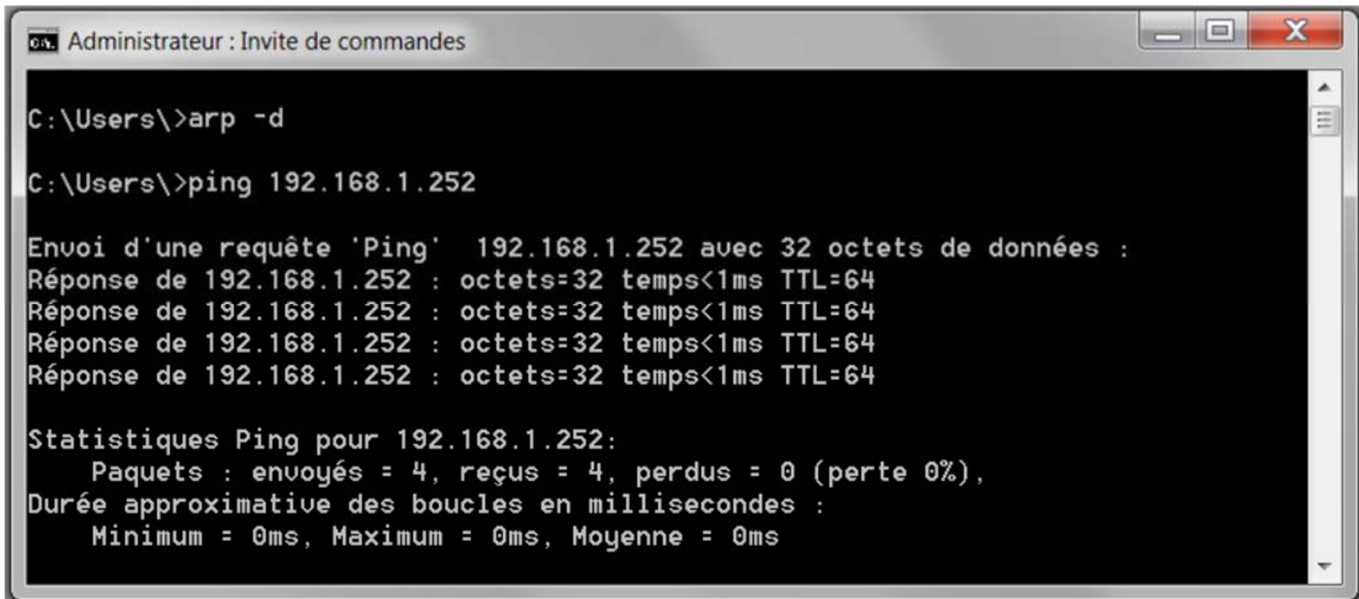 Administrateur : Invite de commandes
C:\Users\>arp -d
C:\Users\>ping 192.168.1.252
Envoi d'une requête 'Ping'  192.168.1.252 avec 32 octets de données :
Réponse de 192.168.1.252 : octets=32 temps<1ms TTL=64
Réponse de 192.168.1.252 : octets=32 temps<1ms TTL=64
Réponse de 192.168.1.252 : octets=32 temps<1ms TTL=64
Réponse de 192.168.1.252 : octets=32 temps<1ms TTL=64
Statistiques Ping pour 192.168.1.252:
    Paquets : envoyés = 4, reçus = 4, perdus = 0 (perte 0%),
Durée approximative des boucles en millisecondes :
    Minimum = 0ms, Maximum = 0ms, Moyenne = 0ms